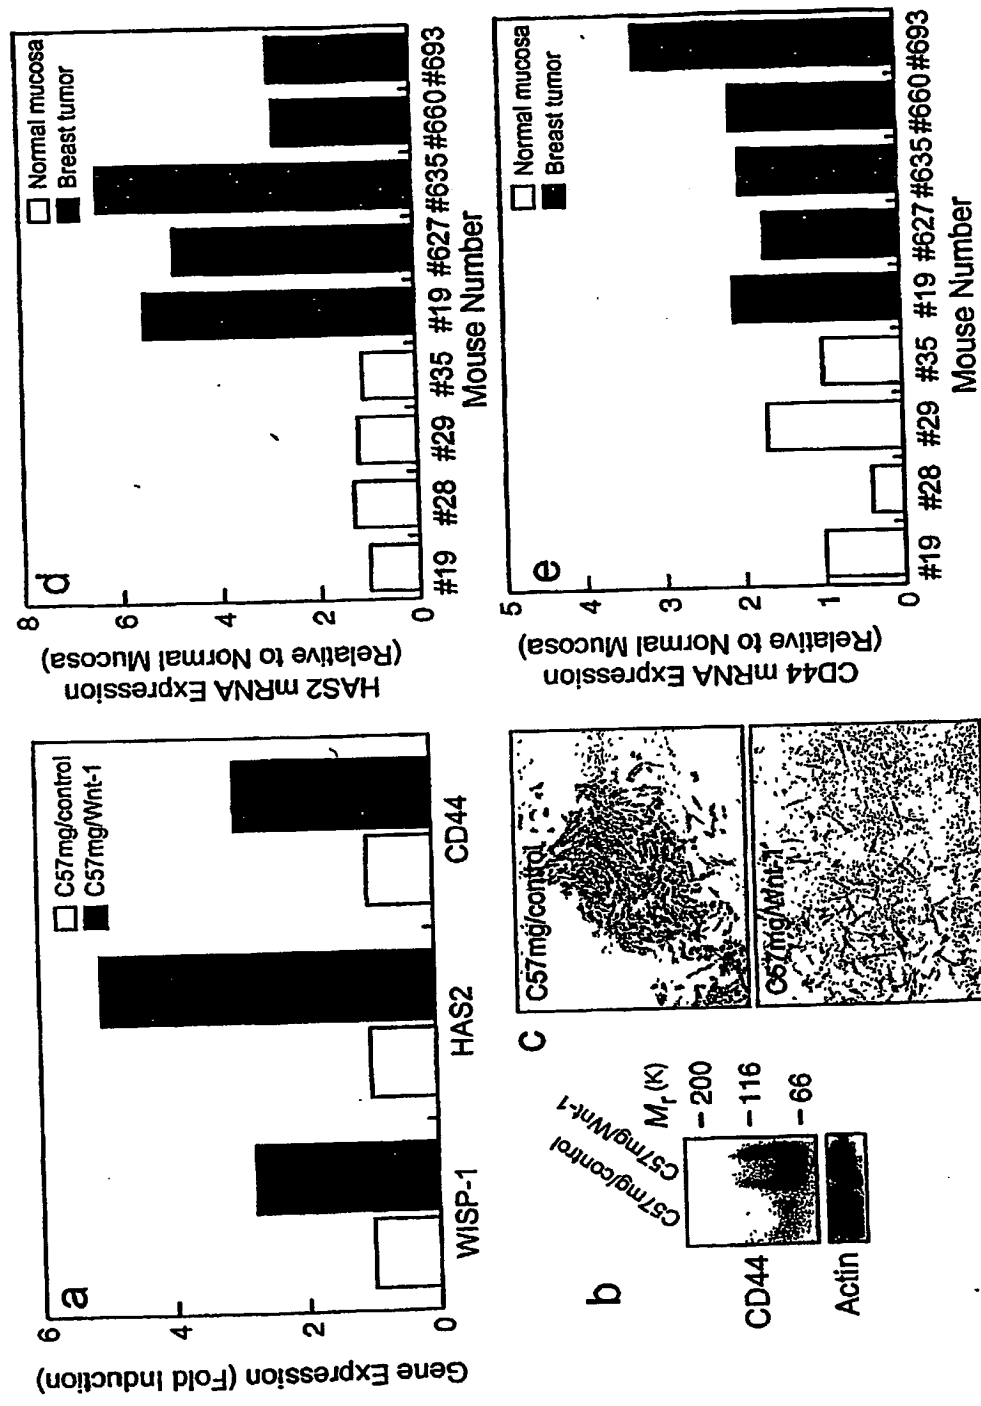 a
Gene Expression (Fold Induction)
6
4
2
0
C57mg/control
C57mg/Wnt-1
WISP-1
HAS2
CD44
b
C57mg/control
C57mg/Wnt-1
Mr (K)
– 200
– 116
– 66
CD44
Actin
c
C57mg/control
C57mg/Wnt-1
d
HAS2 mRNA Expression
(Relative to Normal Mucosa)
8
6
4
2
0
Normal mucosa
Breast tumor
#19 #28 #29 #35 #19 #627 #635 #660 #693
Mouse Number
e
CD44 mRNA Expression
(Relative to Normal Mucosa)
5
4
3
2
1
0
Normal mucosa
Breast tumor
#19 #28 #29 #35 #19 #627 #635 #660 #693
Mouse Number